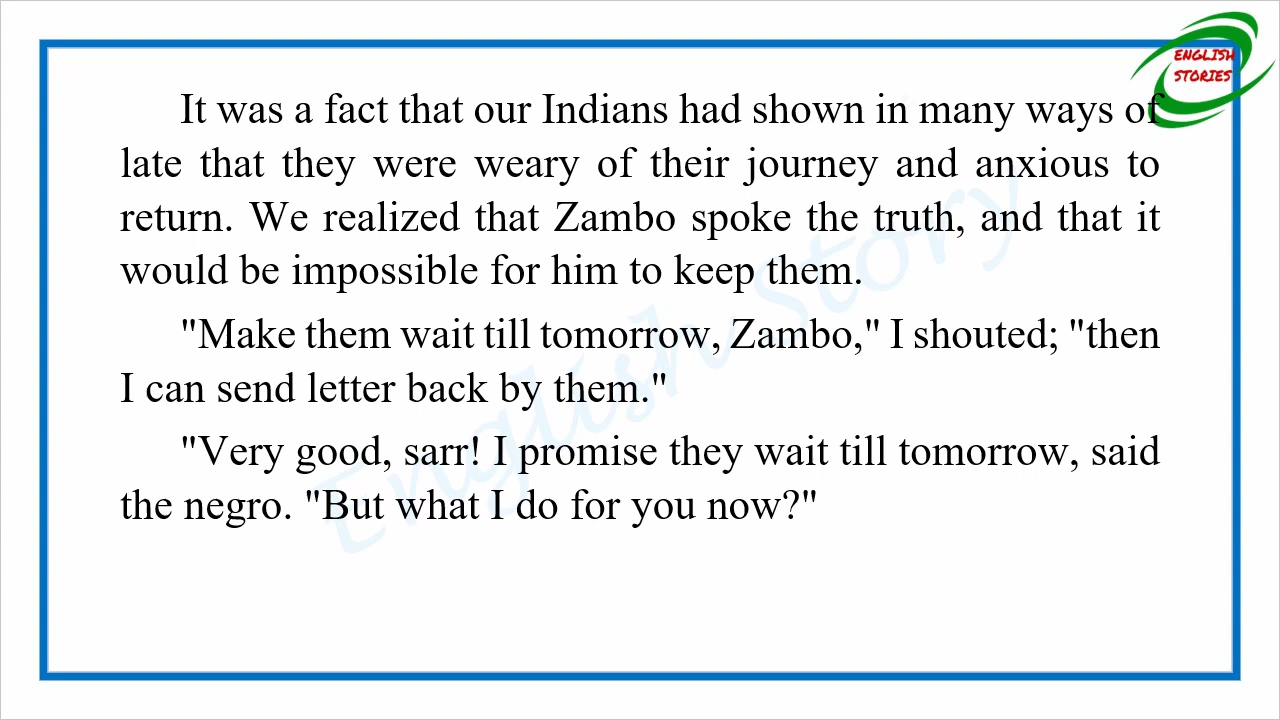 ENGLISH
STORIES
It was a fact that our Indians had shown in many ways of
late that they were weary of their journey and anxious to
return. We realized that Zambo spoke the truth, and that it
would be impossible for him to keep them.
"Make them wait till tomorrow, Zambo," I shouted; "then
I can send letter back by them."
"Very good, sarr! I promise they wait till tomorrow, said
the negro. "But what I do for you now?"
English Story